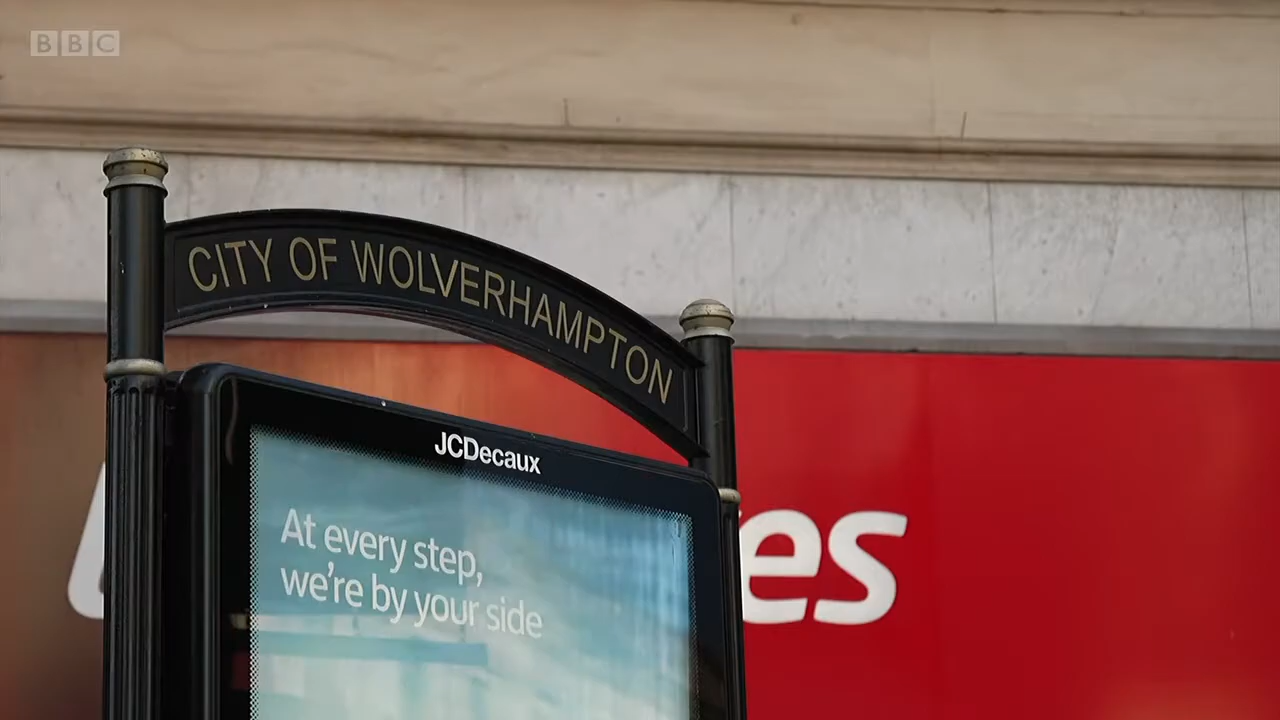 BBC
CITY OF WOLVERHAMPTON
JCDecaux
At every step,
we're by your side
es